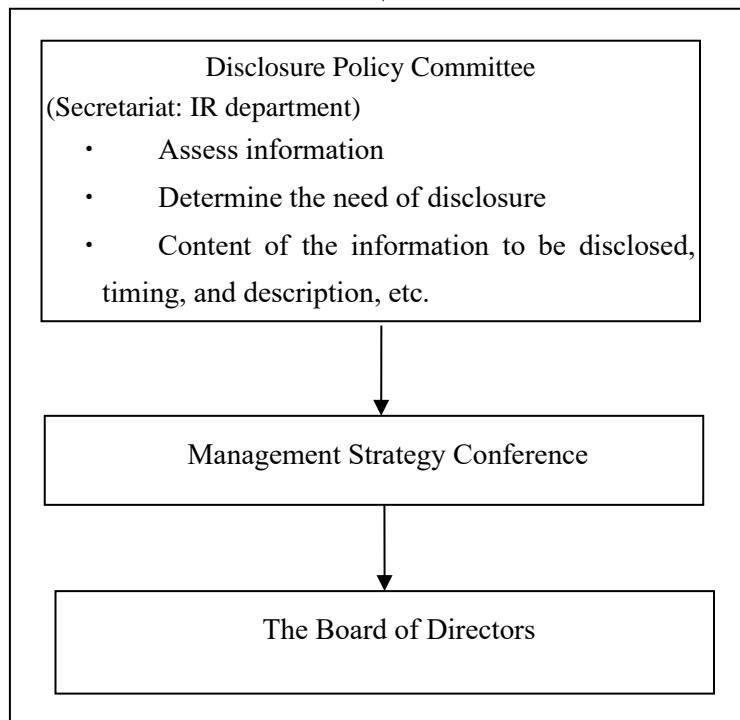 Disclosure Policy Committee
(Secretariat: IR department)
・ Assess information
・ Determine the need of disclosure
・ Content of the information to be disclosed,
timing, and description, etc.
Management Strategy Conference
The Board of Directors